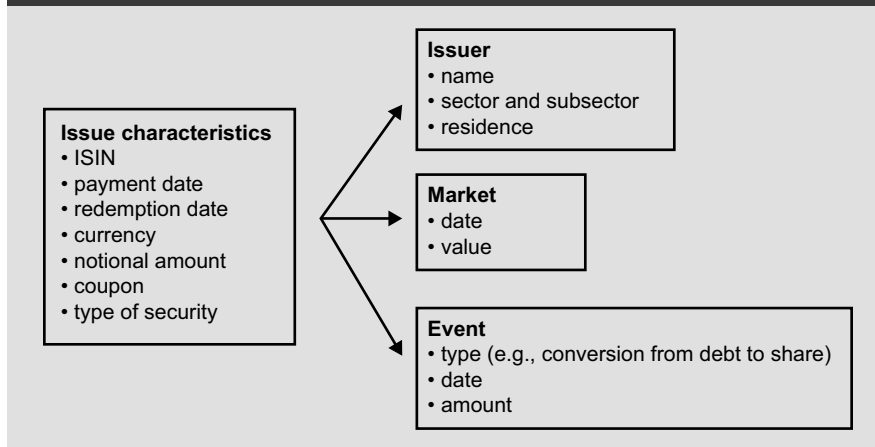 Issue characteristics
• ISIN
• payment date
• redemption date
• currency
• notional amount
• coupon
• type of security
Issuer
• name
• sector and subsector
• residence
Market
• date
• value
Event
• type (e.g., conversion from debt to share)
• date
• amount